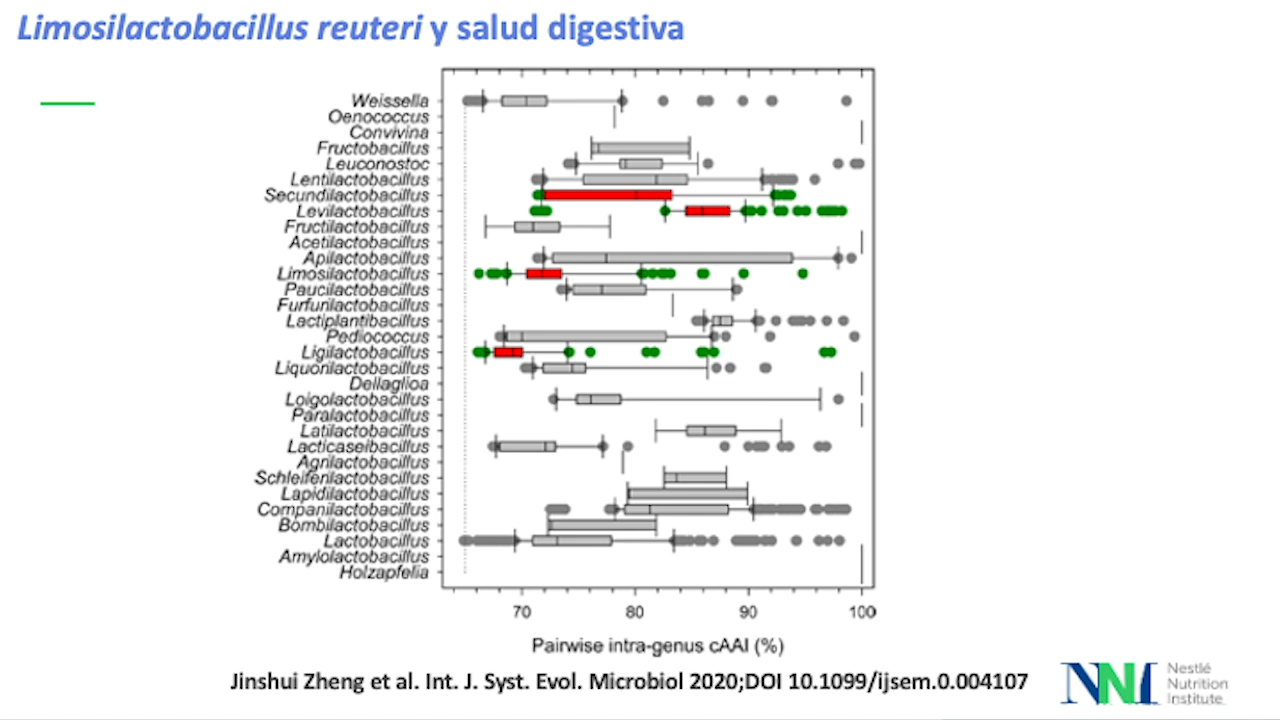 Limosilactobacillus reuteri y salud digestiva
Weissella
Oenococcus
Convivina
Fructobacillus
Leuconostoc
Lentilactobacillus
Secundilactobacillus
Levilactobacillus
Fructilactobacillus
Acetilactobacillus
Apilactobacillus
Limosilactobacillus
Paucilactobacillus
Furfurilactobacillus
Lactiplantibacillus
Pediococcus
Ligilactobacillus
Liquorilactobacillus
Dellaglioa
Loigolactobacillus
Paralactobacillus
Latilactobacillus
Lacticaseibacillus
Agrilactobacillus
Schleiferilactobacillus
Lapidilactobacillus
Companilactobacillus
Bombilactobacillus
Lactobacillus
Amylolactobacillus
Holzapfelia
70 80 90 100
Pairwise intra-genus cAAI (%)
Jinshui Zheng et al. Int. J. Syst. Evol. Microbiol 2020;DOI 10.1099/ijsem.0.004107
NNI
Nestlé
Nutrition
Institute